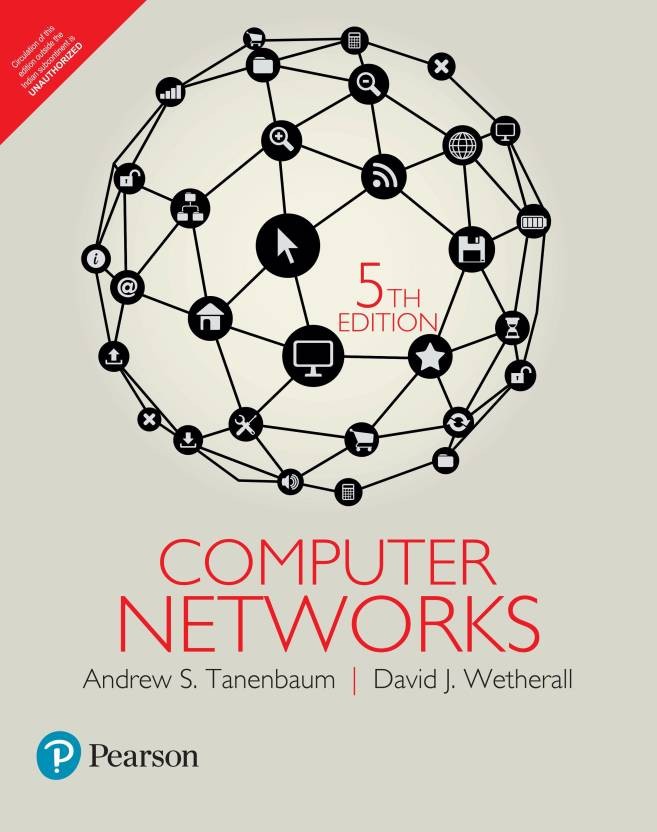 Circulation of this
edition outside the
Indian subcontinent is
UNAUTHORIZED
i
@
5TH
EDITION
COMPUTER
NETWORKS
Andrew S. Tanenbaum | David J. Wetherall
P Pearson